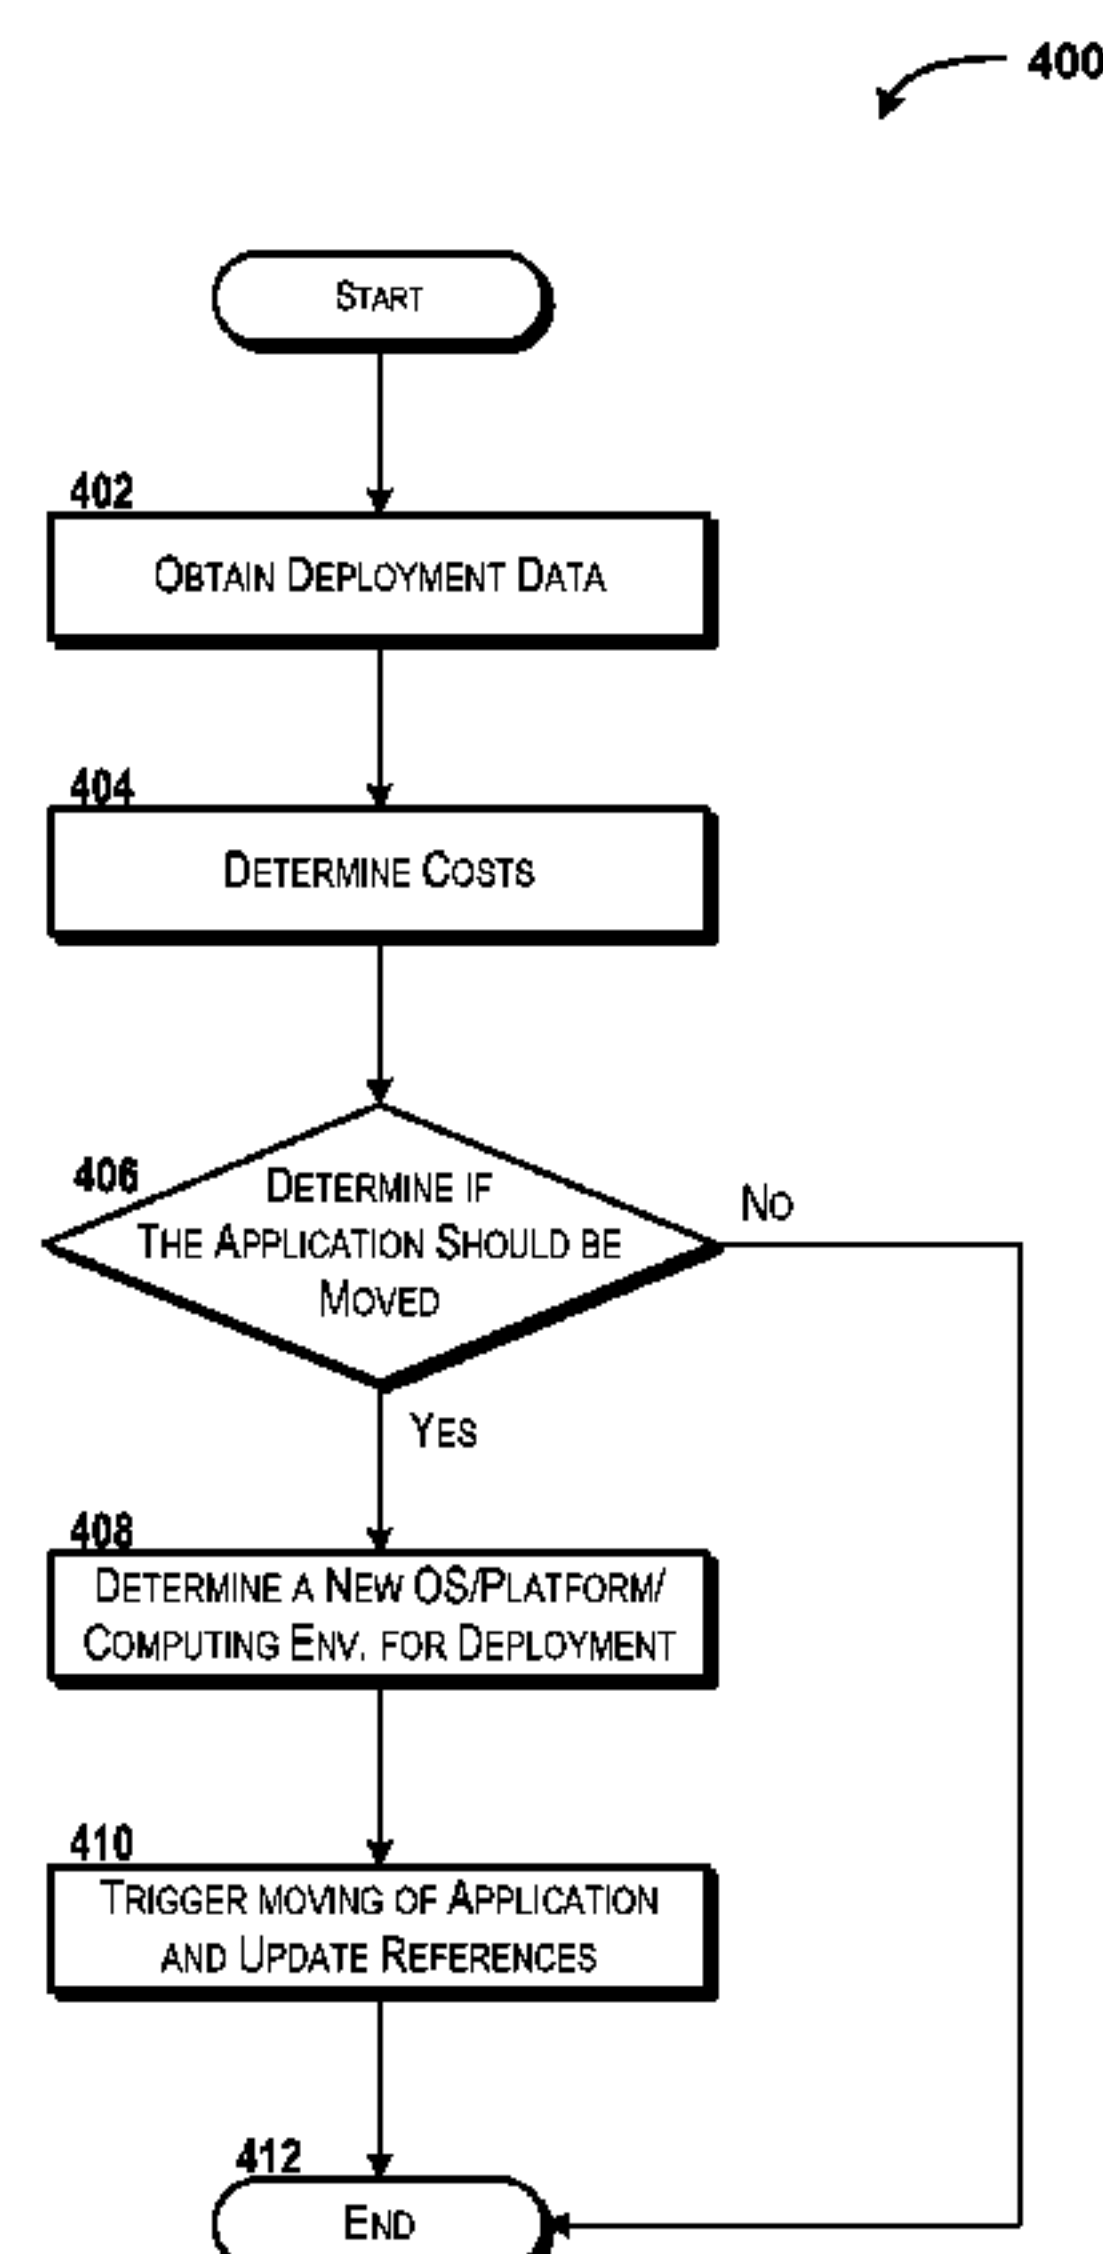 400
START
402
OBTAIN DEPLOYMENT DATA
404
DETERMINE COSTS
406
DETERMINE IF
THE APPLICATION SHOULD BE
MOVED
NO
YES
408
DETERMINE A NEW OS/PLATFORM/
COMPUTING ENV. FOR DEPLOYMENT
410
TRIGGER MOVING OF APPLICATION
AND UPDATE REFERENCES
412
END